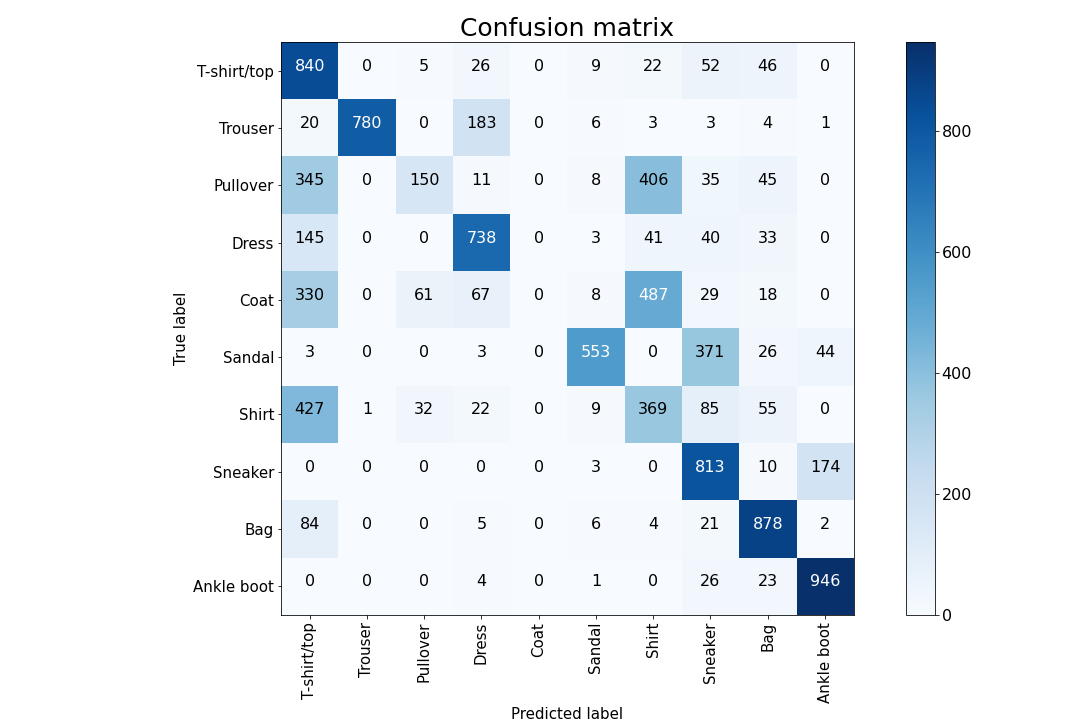 Confusion matrix
True label
T-shirt/top 840 0 5 26 0 9 22 52 46 0
Trouser 20 780 0 183 0 6 3 3 4 1
Pullover 345 0 150 11 0 8 406 35 45 0
Dress 145 0 0 738 0 3 41 40 33 0
Coat 330 0 61 67 0 8 487 29 18 0
Sandal 3 0 0 3 0 553 0 371 26 44
Shirt 427 1 32 22 0 9 369 85 55 0
Sneaker 0 0 0 0 0 3 0 813 10 174
Bag 84 0 0 5 0 6 4 21 878 2
Ankle boot 0 0 0 4 0 1 0 26 23 946
T-shirt/top Trouser Pullover Dress Coat Sandal Shirt Sneaker Bag Ankle boot
Predicted label
800
600
400
200
0